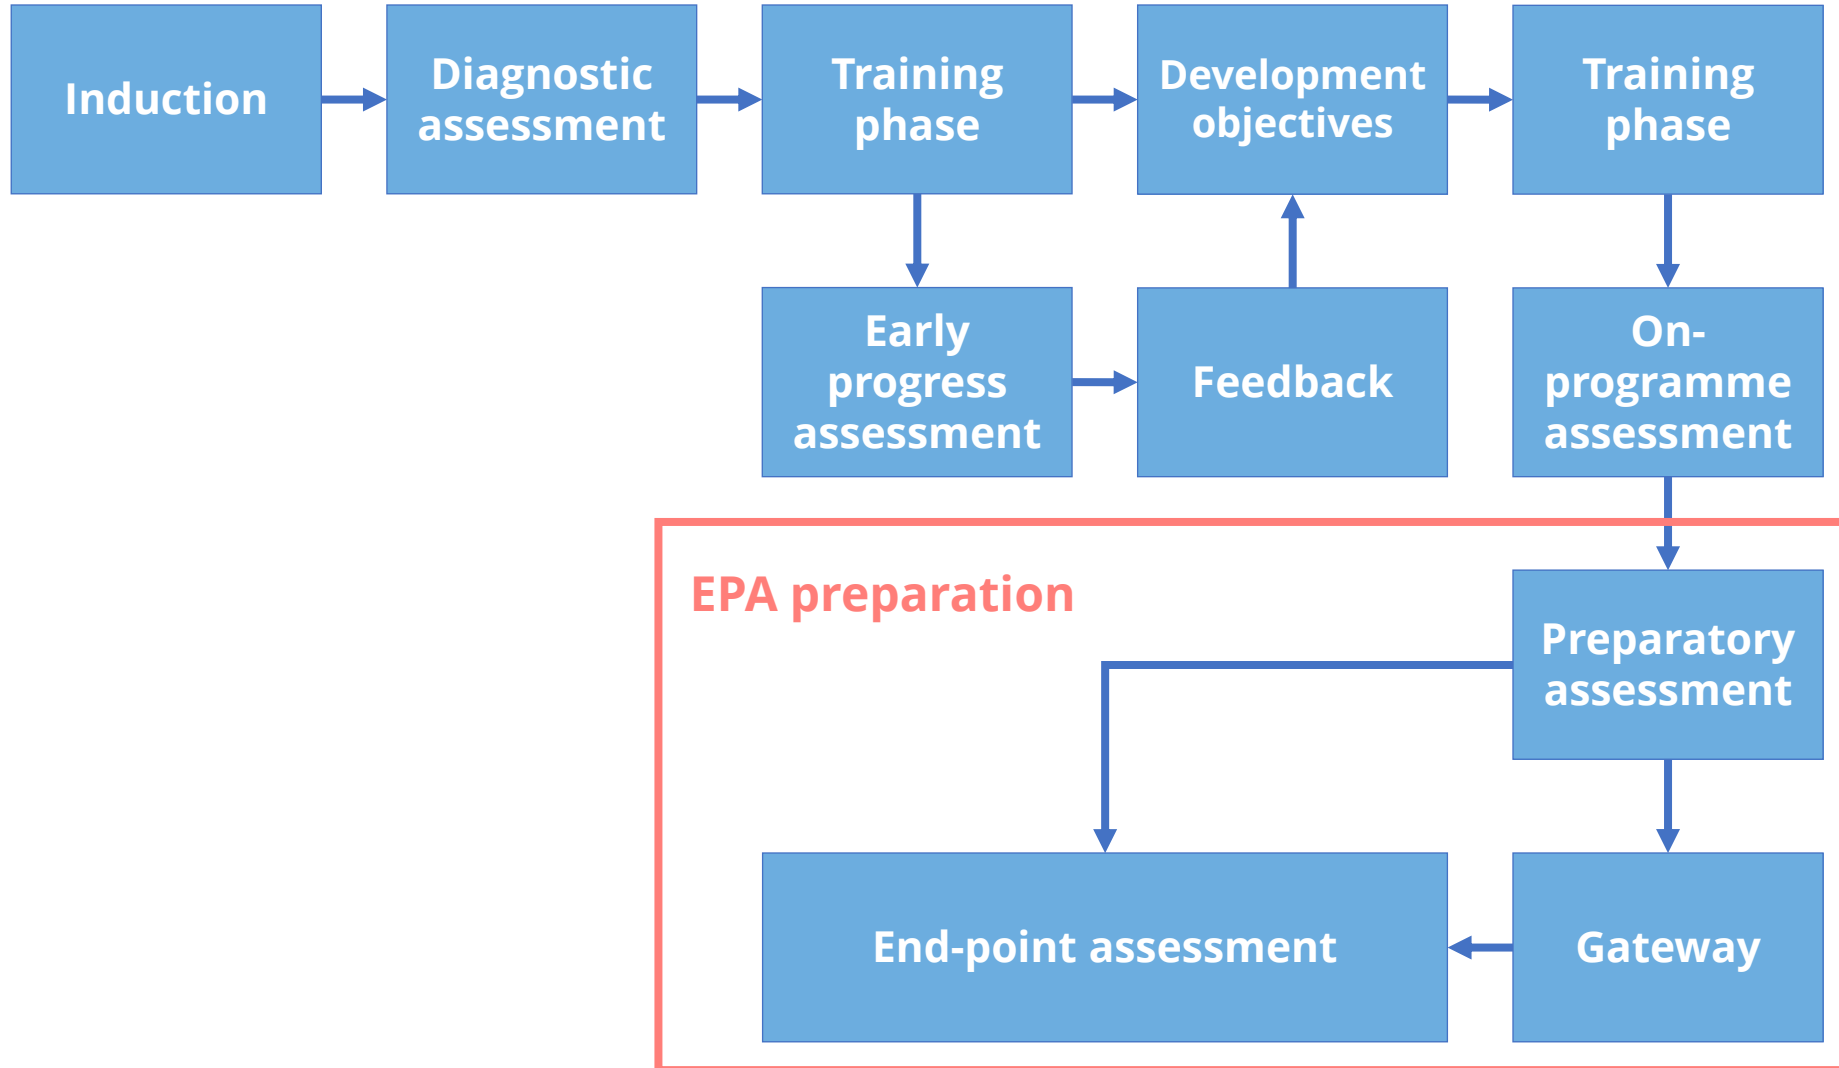 Induction
Diagnostic
assessment
Training
phase
Development
objectives
Training
phase
Early
progress
assessment
Feedback
On-
programme
assessment
EPA preparation
Preparatory
assessment
End-point assessment
Gateway